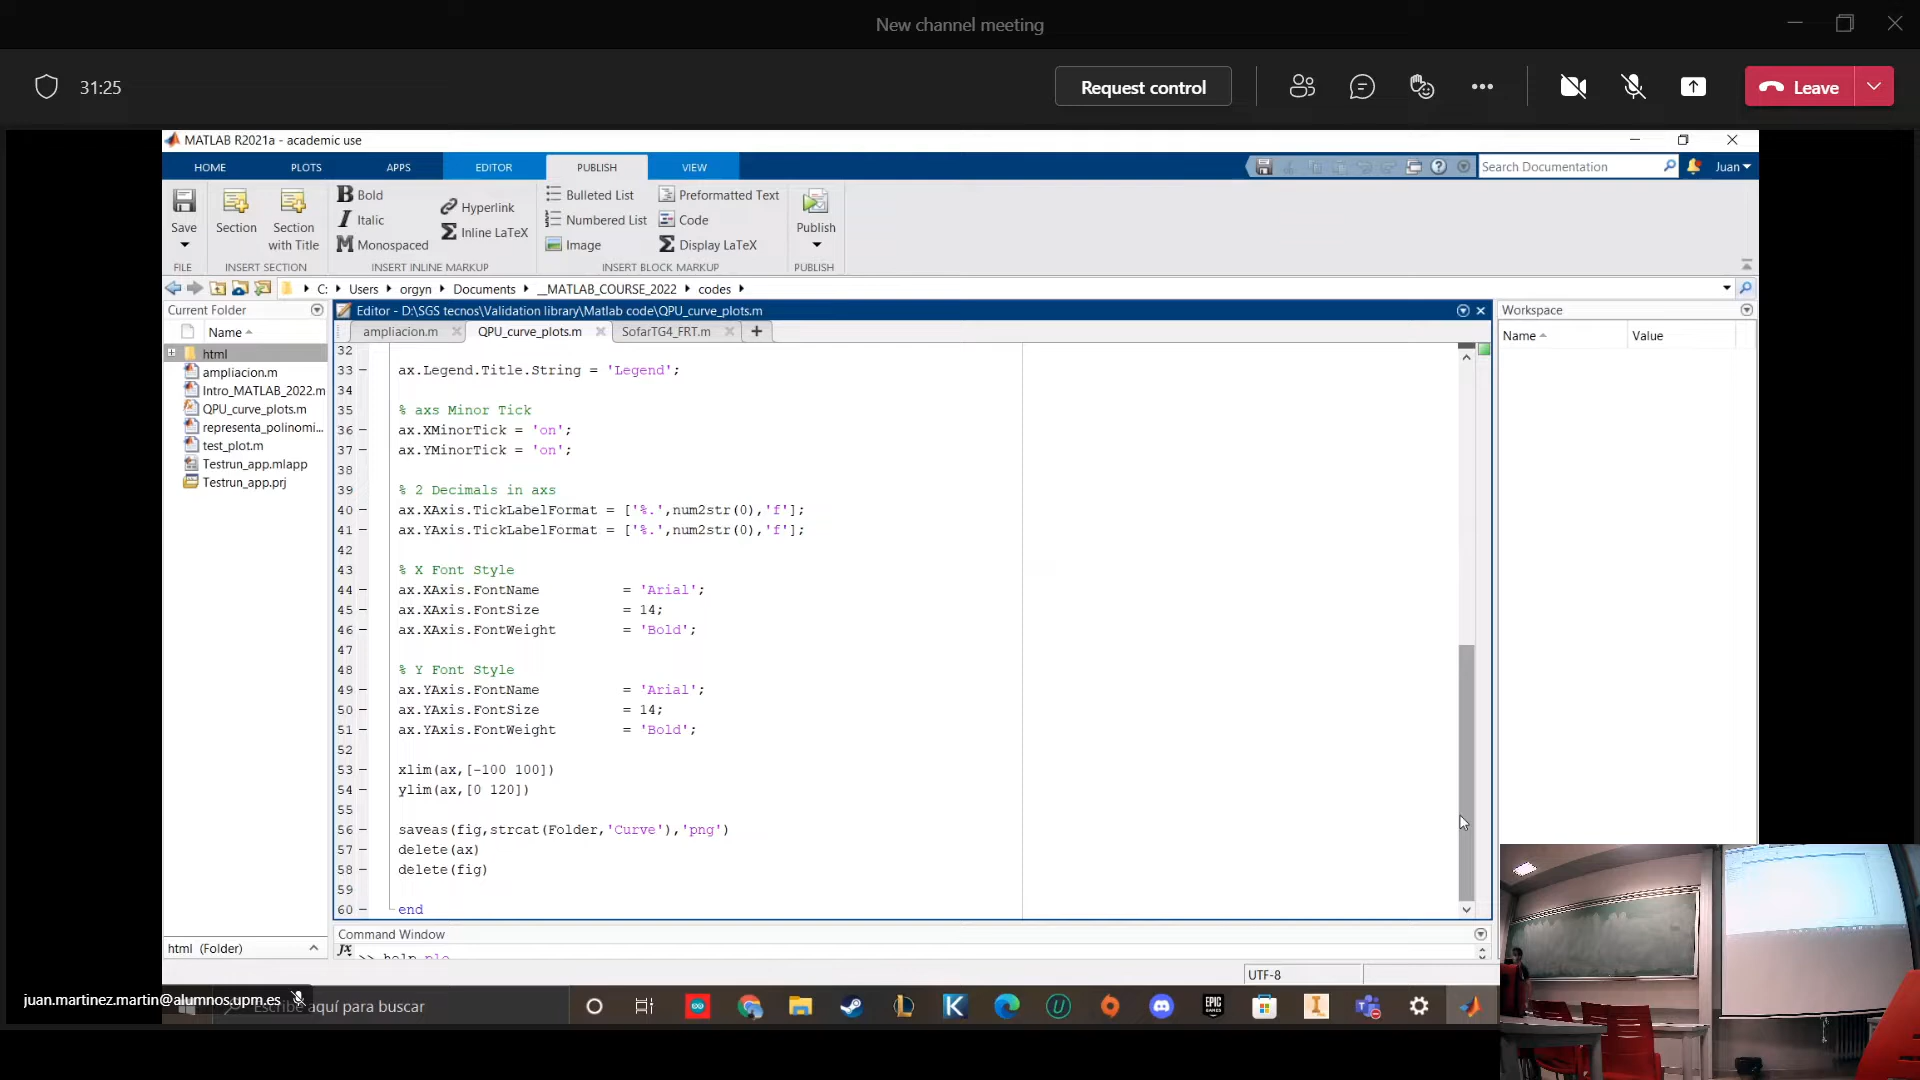 New channel meeting
31:25
Request control
Leave
MATLAB R2021a - academic use
HOME PLOTS APPS EDITOR PUBLISH VIEW
Search Documentation
Juan
Save
Section
Section with Title
Bold
Italic
Monospaced
Hyperlink
Inline LaTeX
Bulleted List
Numbered List
Image
Preformatted Text
Code
Display LaTeX
Publish
FILE INSERT SECTION INSERT INLINE MARKUP INSERT BLOCK MARKUP PUBLISH
C: Users orgyn Documents __MATLAB_COURSE_2022 codes
Current Folder
Name
html
ampliacion.m
Intro_MATLAB_2022.m
QPU_curve_plots.m
representa_polinomi...
test_plot.m
Testrun_app.mlapp
Testrun_app.prj
html (Folder)
Editor - D:\SGS tecnos\Validation library\Matlab code\QPU_curve_plots.m
ampliacion.m QPU_curve_plots.m SofarTG4_FRT.m
32
33 ax.Legend.Title.String = 'Legend';
34
35 % axs Minor Tick
36 ax.XMinorTick = 'on';
37 ax.YMinorTick = 'on';
38
39 % 2 Decimals in axs
40 ax.XAxis.TickLabelFormat = ['%.',num2str(0),'f'];
41 ax.YAxis.TickLabelFormat = ['%.',num2str(0),'f'];
42
43 % X Font Style
44 ax.XAxis.FontName = 'Arial';
45 ax.XAxis.FontSize = 14;
46 ax.XAxis.FontWeight = 'Bold';
47
48 % Y Font Style
49 ax.YAxis.FontName = 'Arial';
50 ax.YAxis.FontSize = 14;
51 ax.YAxis.FontWeight = 'Bold';
52
53 xlim(ax,[-100 100])
54 ylim(ax,[0 120])
55
56 saveas(fig,strcat(Folder,'Curve'),'png')
57 delete(ax)
58 delete(fig)
59
60 end
Command Window
fx >> help plo
UTF-8
Workspace
Name Value
juan.martinez.martin@alumnos.upm.es
Escribe aquí para buscar
EPIC GAMES